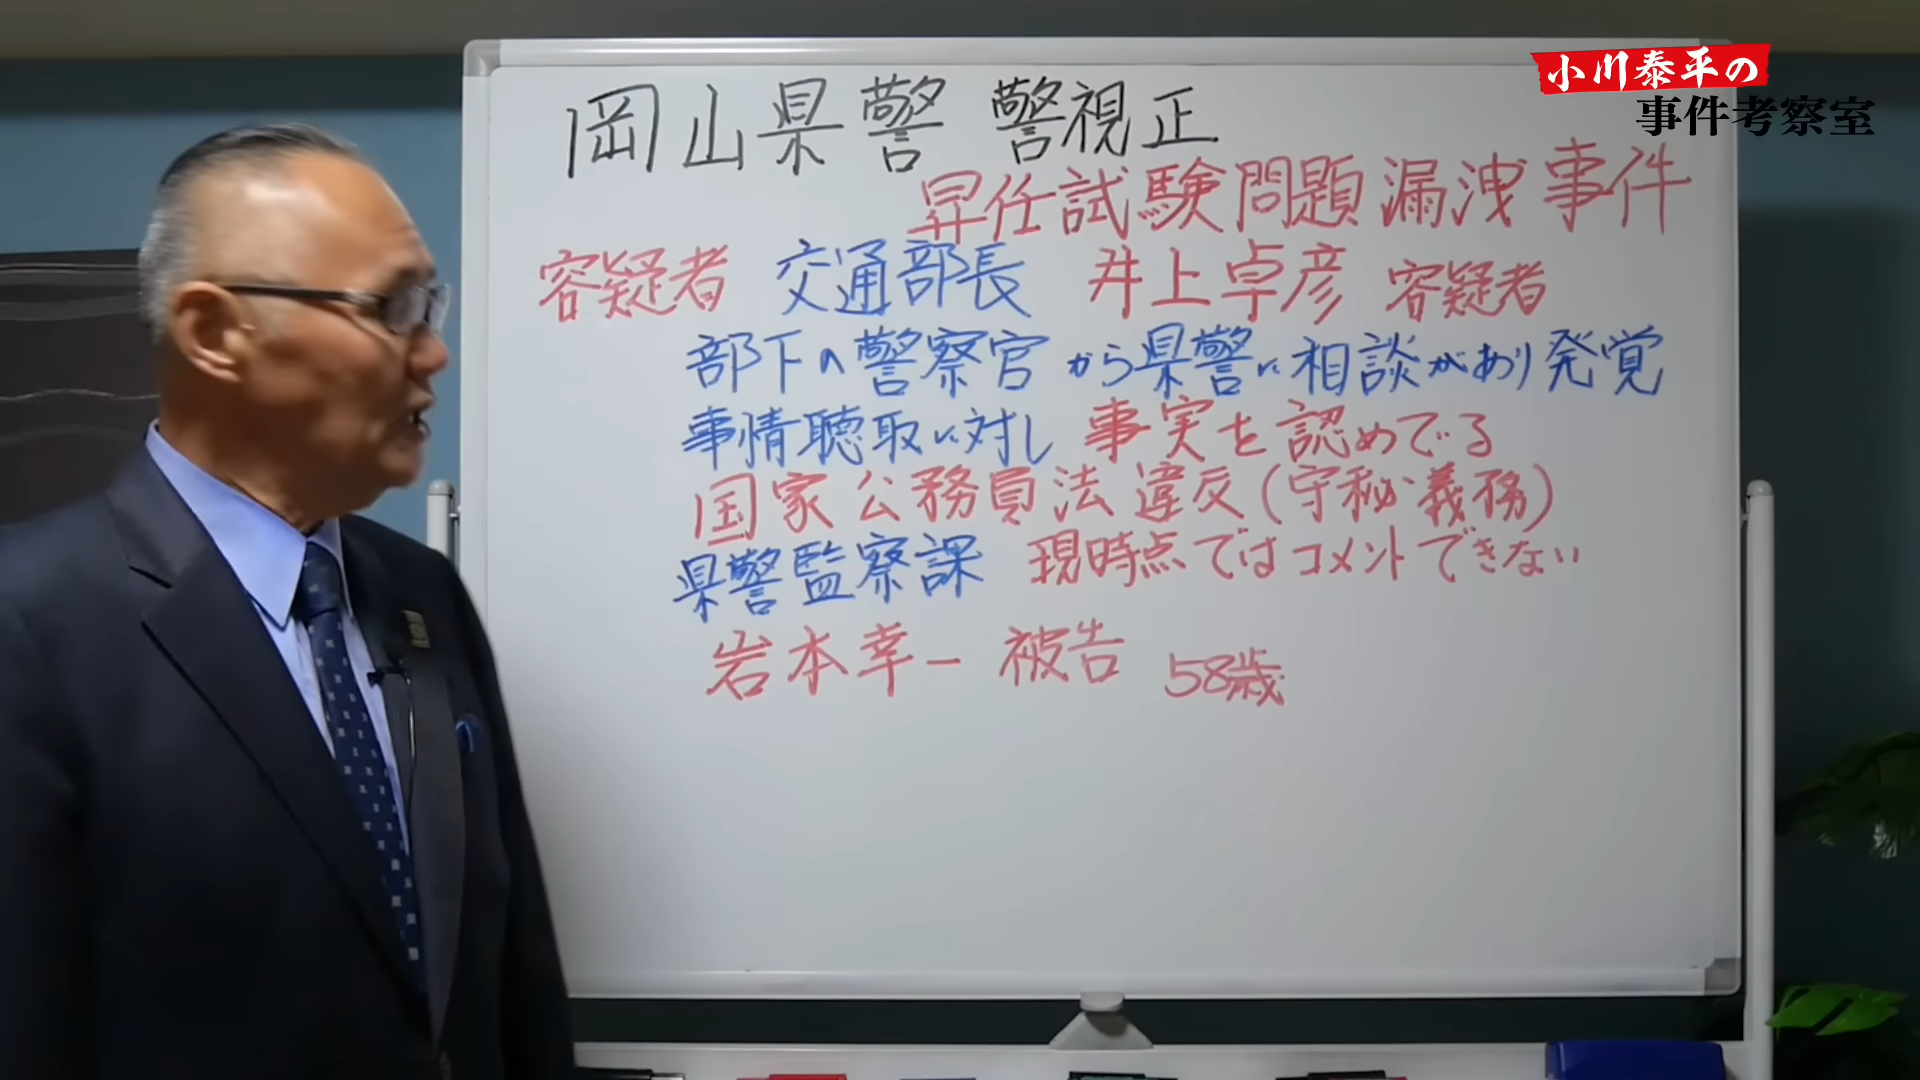 小川泰平の
事件考察室
岡山県警 警視正
昇任試験問題漏洩事件
容疑者 交通部長 井上卓彦 容疑者
部下の警察官から県警に相談があり発覚
事情聴取に対し 事実を認めでる
国家公務員法違反(守秘義務)
県警監察課 現時点ではコメントできない
岩本幸一 被告 58歳